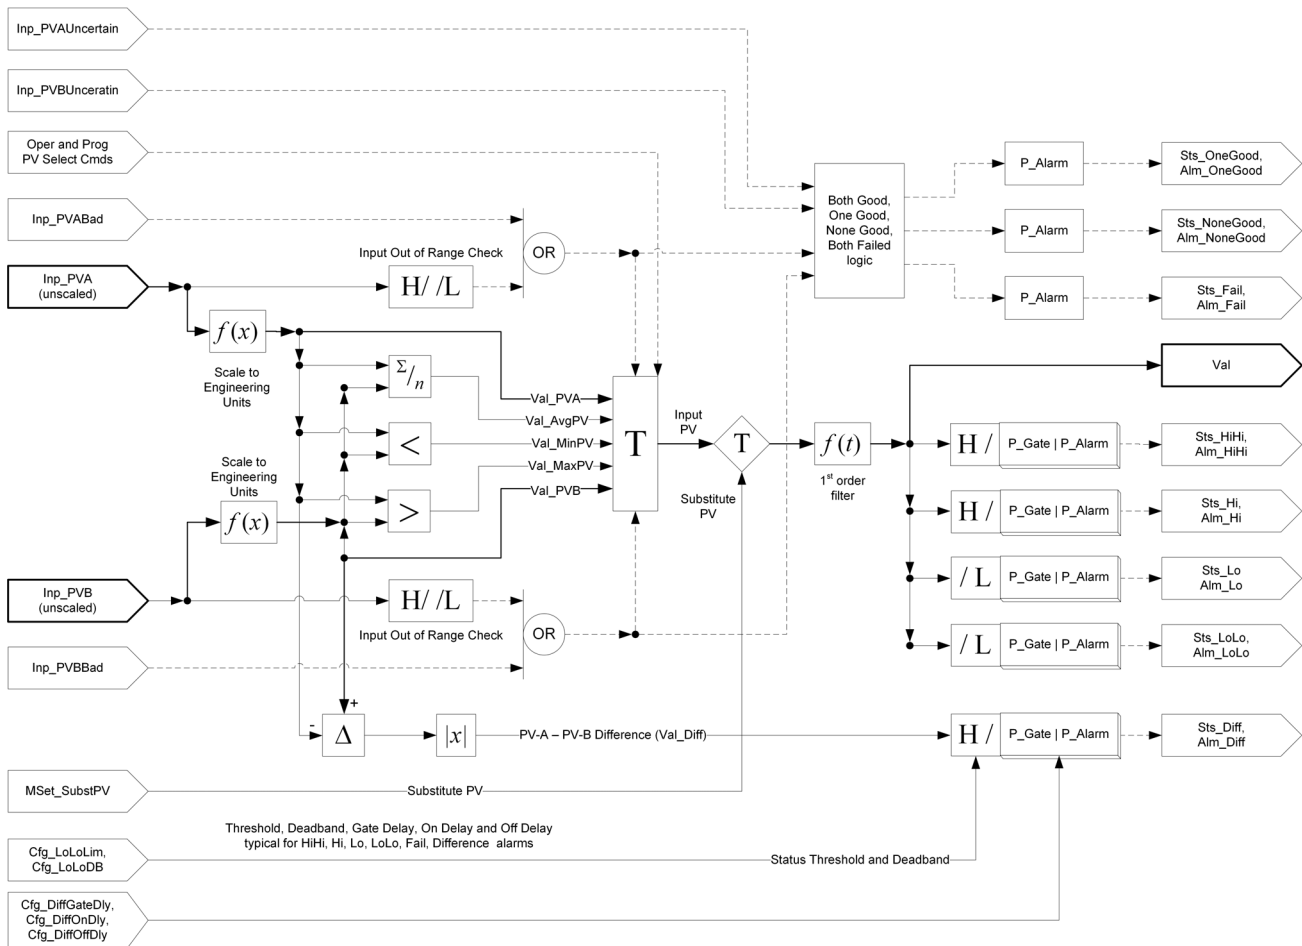 Inp_PVAUncertain
Inp_PVBUnceratin
Oper and Prog
PV Select Cmds
Inp_PVABad
Inp_PVA
(unscaled)
Input Out of Range Check
H/ /L
OR
f(x)
Scale to
Engineering
Units
Σ/n
<
>
Scale to
Engineering
Units
f(x)
Inp_PVB
(unscaled)
H/ /L
Input Out of Range Check
OR
Inp_PVBBad
Val_PVA
Val_AvgPV
Val_MinPV
Val_MaxPV
Val_PVB
T
Input
PV
T
Substitute
PV
f(t)
1st order
filter
Both Good,
One Good,
None Good,
Both Failed
logic
P_Alarm
Sts_OneGood,
Alm_OneGood
P_Alarm
Sts_NoneGood,
Alm_NoneGood
P_Alarm
Sts_Fail,
Alm_Fail
Val
H /
P_Gate | P_Alarm
Sts_HiHi,
Alm_HiHi
H /
P_Gate | P_Alarm
Sts_Hi,
Alm_Hi
/ L
P_Gate | P_Alarm
Sts_Lo
Alm_Lo
/ L
P_Gate | P_Alarm
Sts_LoLo,
Alm_LoLo
- +
Δ
|x|
PV-A – PV-B Difference (Val_Diff)
H /
P_Gate | P_Alarm
Sts_Diff,
Alm_Diff
MSet_SubstPV
Substitute PV
Threshold, Deadband, Gate Delay, On Delay and Off Delay
typical for HiHi, Hi, Lo, LoLo, Fail, Difference alarms
Cfg_LoLoLim,
Cfg_LoLoDB
Status Threshold and Deadband
Cfg_DiffGateDly,
Cfg_DiffOnDly,
Cfg_DiffOffDly